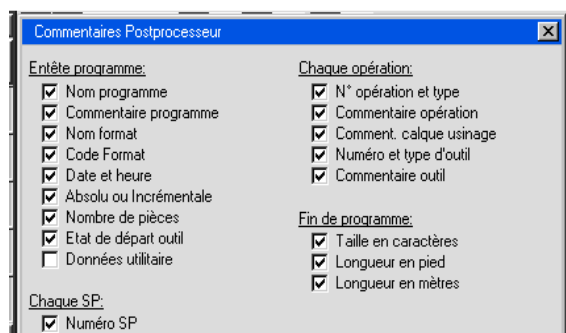 Commentaires Postprocesseur
Entête programme:
Nom programme
Commentaire programme
Nom format
Code Format
Date et heure
Absolu ou Incrémentale
Nombre de pièces
Etat de départ outil
Données utilitaire
Chaque SP:
Numéro SP
Chaque opération:
N° opération et type
Commentaire opération
Comment. calque usinage
Numéro et type d'outil
Commentaire outil
Fin de programme:
Taille en caractères
Longueur en pied
Longueur en mètres